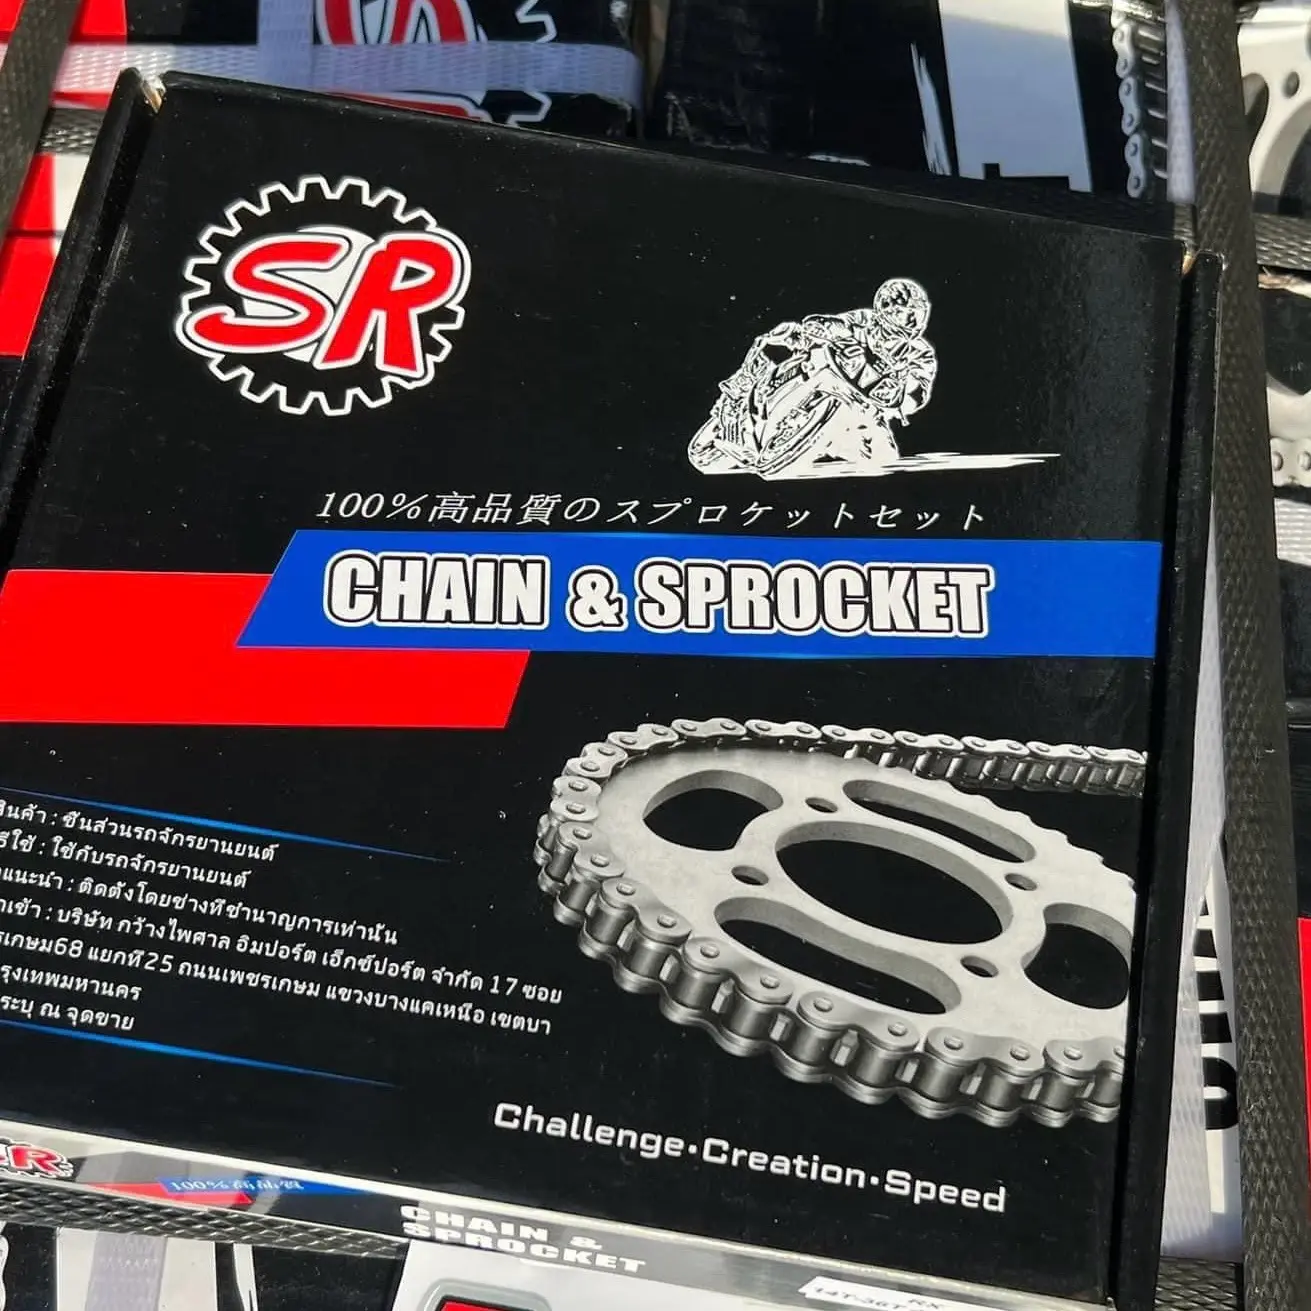 SR
100%高品質のスプロケットセット
CHAIN & SPROCKET
สินค้า : ชิ้นส่วนรถจักรยานยนต์
ใช้ : ใช้กับรถจักรยานยนต์
แนะนำ : ติดตั้งโดยช่างที่ชำนาญการเท่านั้น
เข้า : บริษัท กว้างไพศาล อิมปอร์ต เอ็กซ์ปอร์ต จำกัด 17 ซอย
เกษม68 แยกที่25 ถนนเพชรเกษม แขวงบางแคเหนือ เขตบา
รุงเทพมหานคร
ระบุ ณ จุดขาย
Challenge·Creation·Speed
SR
CHAIN &
SPROCKET